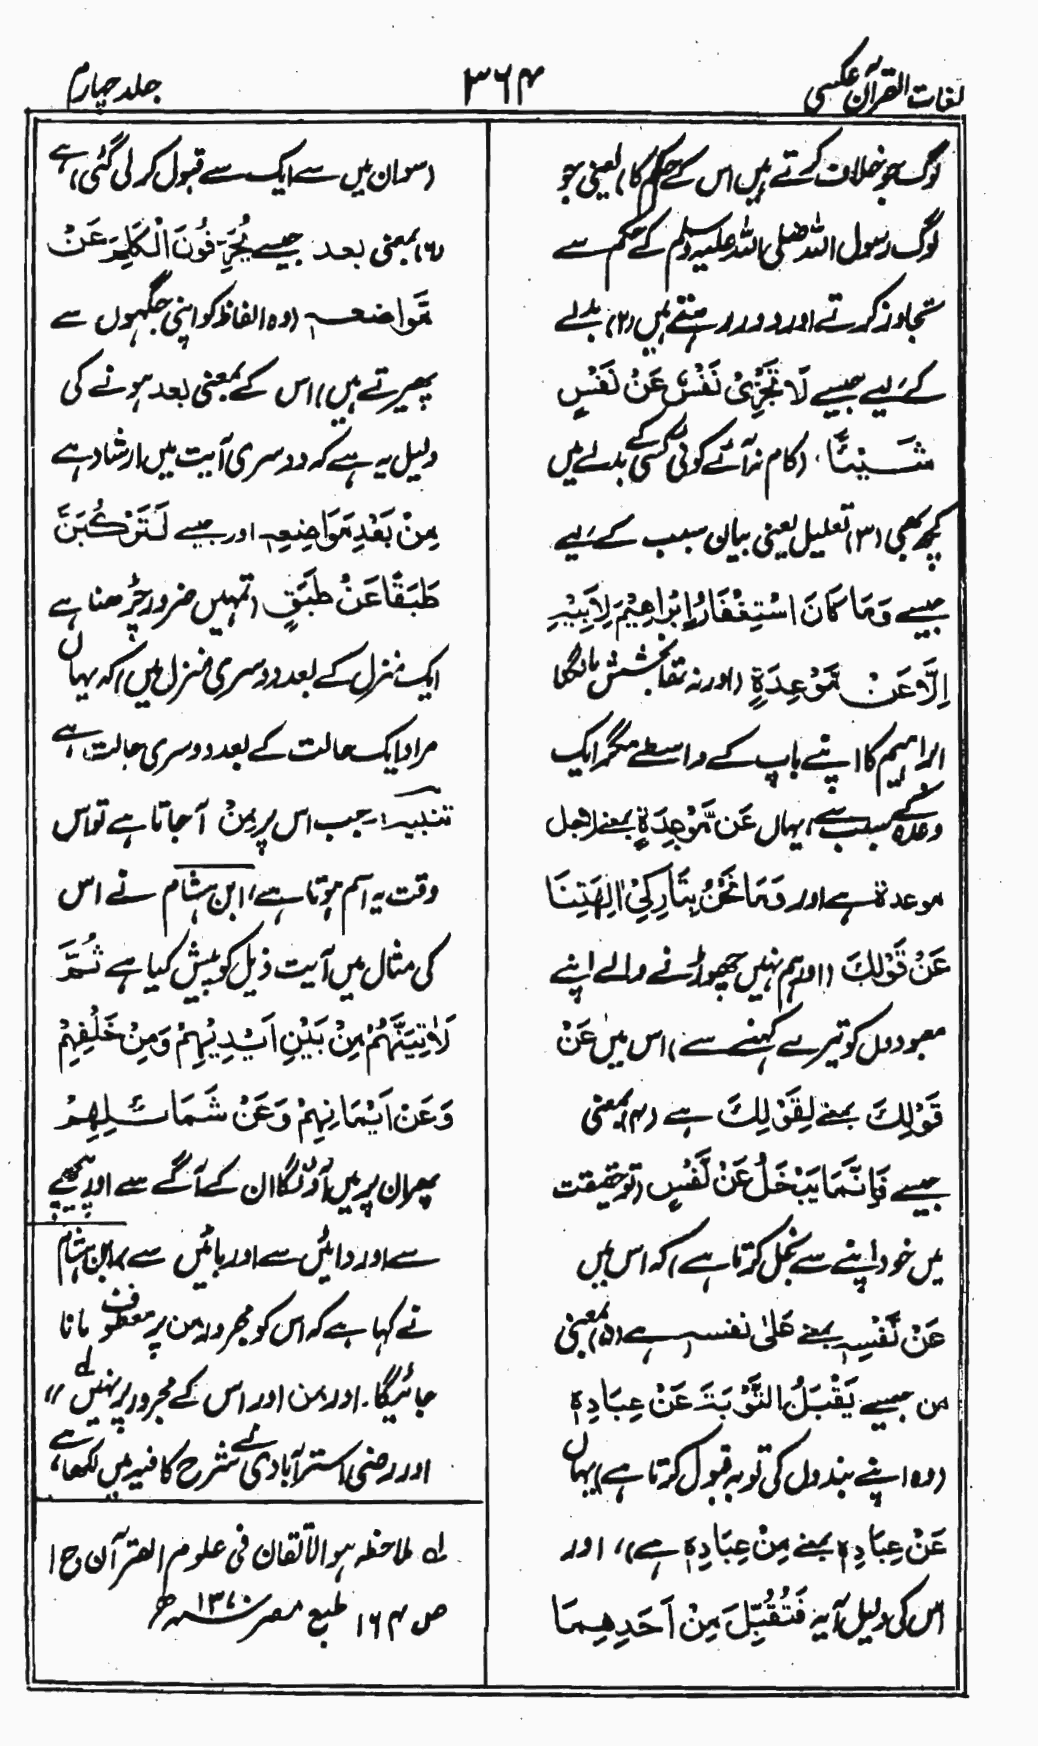 لغات القرآن عکسی
۳۶۴
جلد چہارم
لوگ جو خلاف کرتے ہیں اس کے حکم کا) یعنی جو
لوگ رسول اللہ صلی اللہ علیہ وسلم کے حکم سے
تجاوز کرتے اور دور رہتے ہیں (۲) بدلے
کے لیے جیسے لَا تَجْزِیْ نَفْسٌ عَنْ نَفْسٍ
شَیْئًا، (کام نہ آئے کوئی کسی کے بدلے میں
کچھ بھی (۳) تعلیل یعنی بیان سبب کے لیے
جیسے وَمَا كَانَ اسْتِغْفَارُ اِبْرَاهِیْمَ لِاَبِیْهِ
اِلَّا عَنْ مَّوْعِدَةٍ (اور نہ تھا بخشش مانگنا
ابراہیم کا اپنے باپ کے واسطے مگر ایک
وعدہ کے سبب سے) یہاں عَنْ مَّوْعِدَةٍ بمعنے لاجل
موعدة ہے اور وَمَا نَحْنُ بِتَارِكِیْ اٰلِهَتِنَا
عَنْ قَوْلِكَ (اور ہم نہیں چھوڑنے والے اپنے
معبودوں کو تیرے کہنے سے) اس میں عَنْ
قَوْلِكَ بمعنے لِقَوْلِكَ ہے (۴) بمعنی
جیسے فَاِنَّمَا یَبْخَلُ عَنْ نَّفْسٍ (تو حقیقت
میں خود اپنے سے بخل کرتا ہے) کہ اس میں
عَنْ نَّفْسِهٖ بمعنے عَلٰی نفسہٖ ہے (۵) بمعنی
من جیسے یَقْبَلُ التَّوْبَةَ عَنْ عِبَادِهٖ
(وہ اپنے بندوں کی توبہ قبول کرتا ہے) یہاں
عَنْ عِبَادِهٖ بمعنے مِنْ عِبَادِهٖ ہے)، اور
اس کی دلیل آیہ فَتُقُبِّلَ مِنْ اَحَدِهِمَا
(سو ان میں سے ایک سے قبول کر لی گئی) ہے
(۶) بمعنی بعد جیسے یُحَرِّفُوْنَ الْكَلِمَ عَنْ
مَّوَاضِعِهٖ (وہ الفاظ کو اپنی جگہوں سے
پھیرتے ہیں) اس کے بمعنی بعد ہونے کی
دلیل یہ ہے کہ دوسری آیت میں ارشاد ہے
مِنْ بَعْدِ مَوَاضِعِهٖ اور جیسے لَتَرْكَبُنَّ
طَبَقًا عَنْ طَبَقٍ (تمہیں ضرور چڑھنا ہے
ایک منزل کے بعد دوسری منزل میں) کہ یہاں
مراد ایک حالت کے بعد دوسری حالت ہے
تنبیہ :- جب اس پر مِنْ آ جاتا ہے تو اس
وقت یہ اسم ہوتا ہے، ابن ہشام نے اس
کی مثال میں آیت ذیل کو پیش کیا ہے ثُمَّ
لَاٰتِیَنَّهُمْ مِنْ بَیْنِ اَیْدِیْهِمْ وَمِنْ خَلْفِهِمْ
وَعَنْ اَیْمَانِهِمْ وَعَنْ شَمَائِلِهِمْ
پھر ان پر میں آؤنگا ان کے آگے سے اور پیچھے
سے اور دائیں سے اور بائیں سے) ابن ہشام
نے کہا ہے کہ اس کو مجرور من پر معطوف مانا
جائیگا۔ اور من اور اس کے مجرور پر نہیں لہ"
اور رضی استرآبادی نے شرح کافیہ میں لکھا ہے،
لہ ملاحظہ ہو الاتقان فی علوم القرآن ج ۱
ص ۱۶۴ طبع مصر ۱۳۷۰ھ